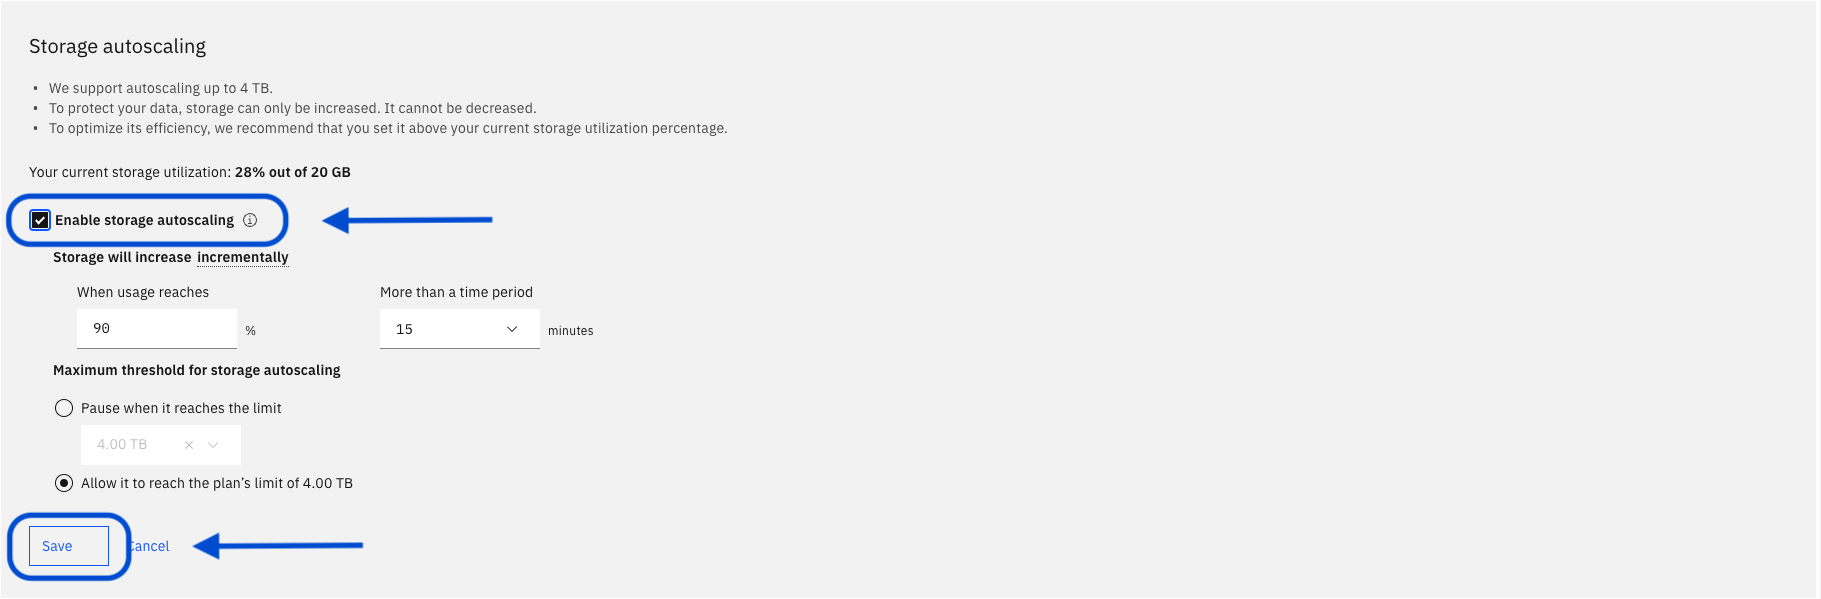 Storage autoscaling
▪ We support autoscaling up to 4 TB.
▪ To protect your data, storage can only be increased. It cannot be decreased.
▪ To optimize its efficiency, we recommend that you set it above your current storage utilization percentage.
Your current storage utilization: 28% out of 20 GB
Enable storage autoscaling
Storage will increase incrementally
When usage reaches More than a time period
90 % 15 minutes
Maximum threshold for storage autoscaling
Pause when it reaches the limit
4.00 TB
Allow it to reach the plan’s limit of 4.00 TB
Save Cancel